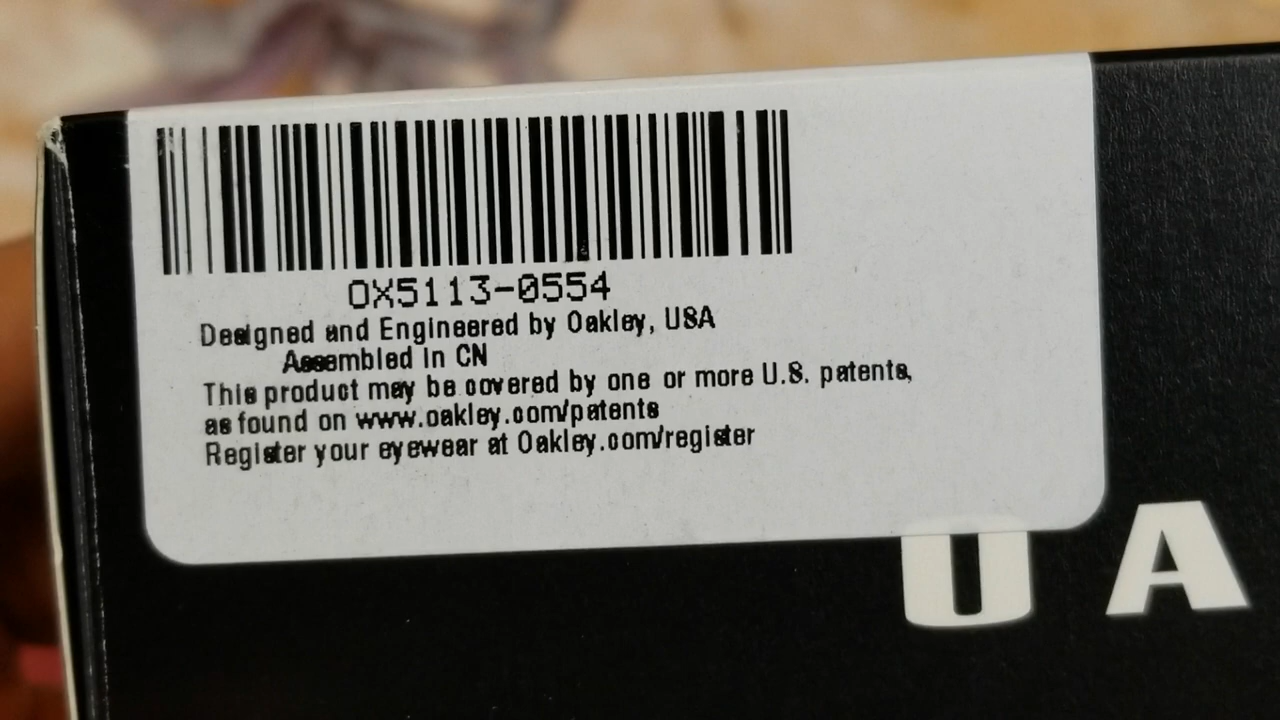 OX5113-0554
Designed and Engineered by Oakley, USA
Assembled in CN
This product may be covered by one or more U.S. patents,
as found on www.oakley.com/patents
Register your eyewear at Oakley.com/register
U A